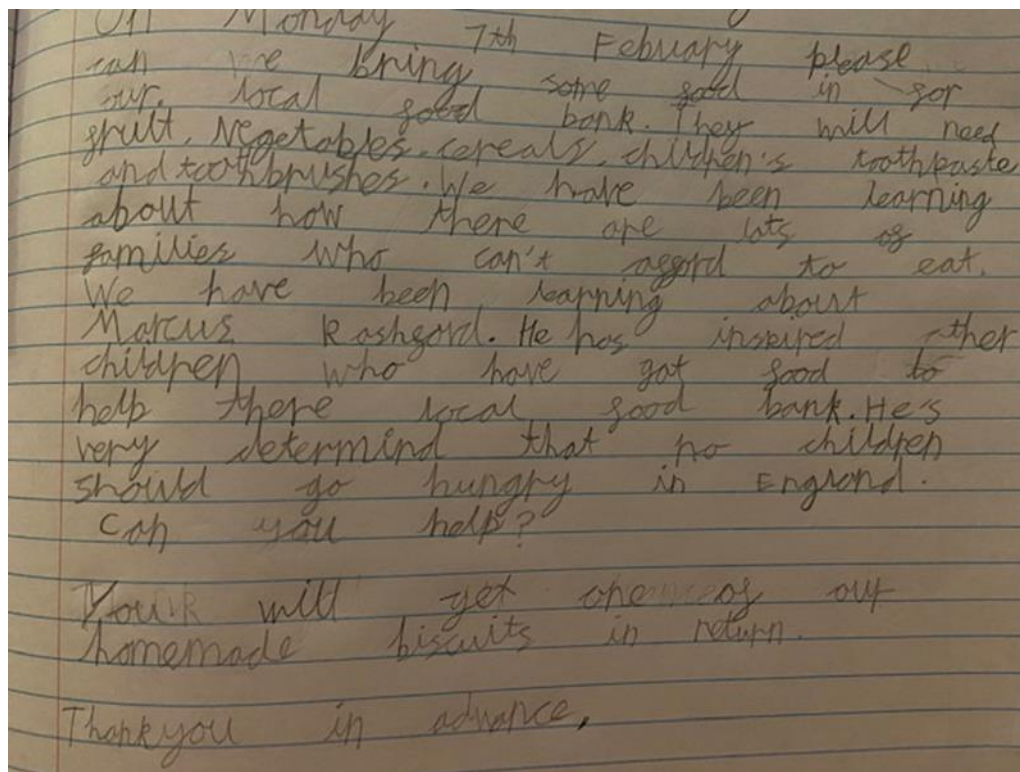 On Monday 7th Febuary please
can we bring some food in for
our local food bank. They will need
fruit, vegetables, cereals, children's toothpaste
and toothbrushes. We have been learning
about how there are lots of
families who can't afford to eat.
We have been learning about
Marcus Rashford. He has inspired other
children who have got food to
help there local food bank. He's
very determind that no children
should go hungry in England.
Can you help?
You will get one of our
homemade biscuits in return.
Thankyou in advance,